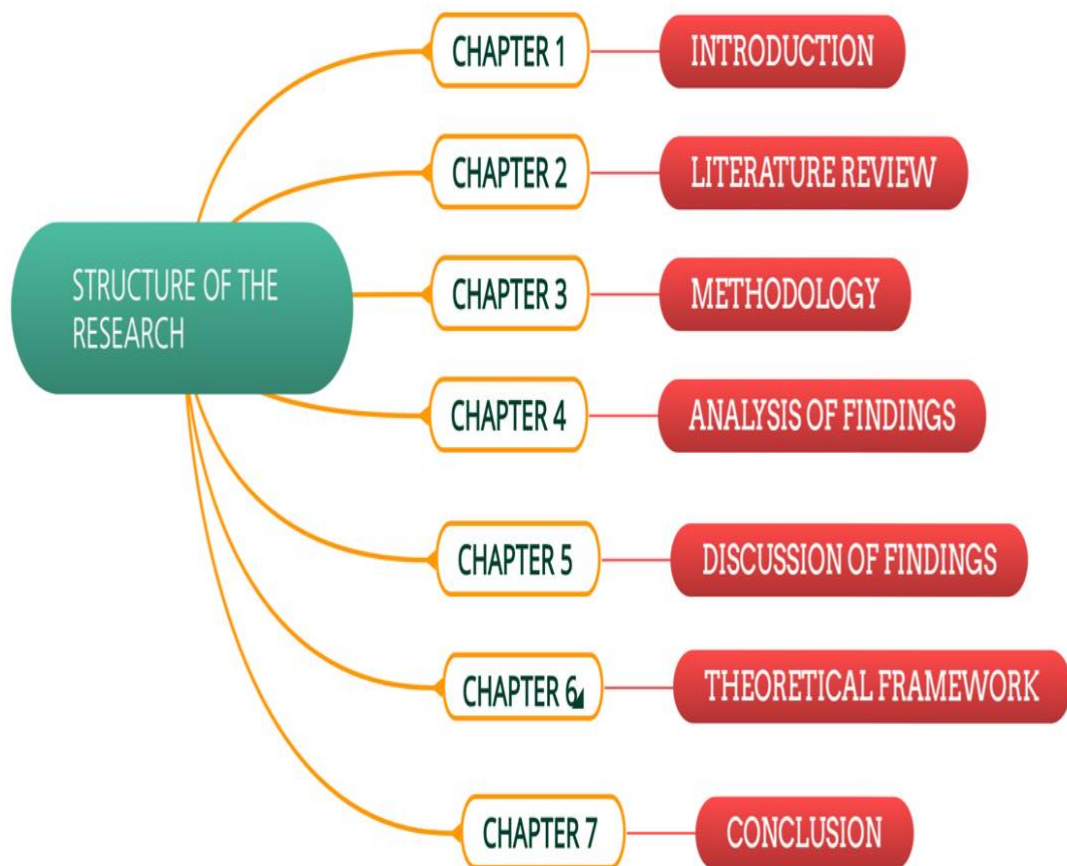 STRUCTURE OF THE
RESEARCH
CHAPTER 1
INTRODUCTION
CHAPTER 2
LITERATURE REVIEW
CHAPTER 3
METHODOLOGY
CHAPTER 4
ANALYSIS OF FINDINGS
CHAPTER 5
DISCUSSION OF FINDINGS
CHAPTER 6
THEORETICAL FRAMEWORK
CHAPTER 7
CONCLUSION